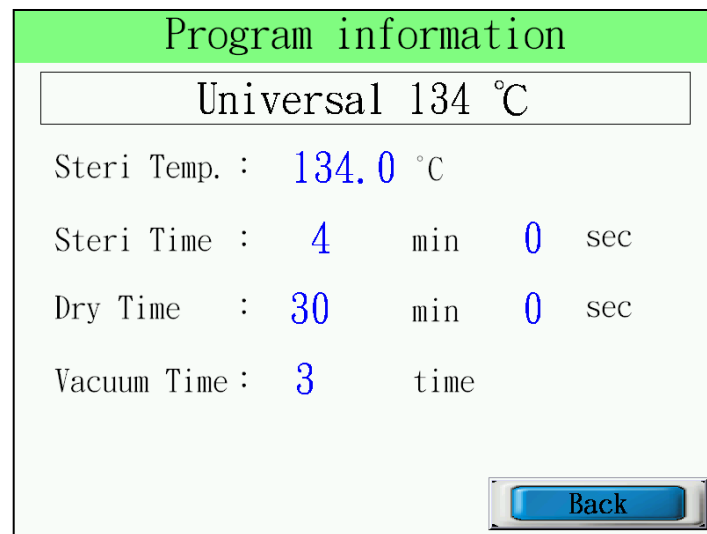 Program information
Universal 134 ℃
Steri Temp. : 134.0 ℃
Steri Time : 4 min 0 sec
Dry Time : 30 min 0 sec
Vacuum Time : 3 time
Back